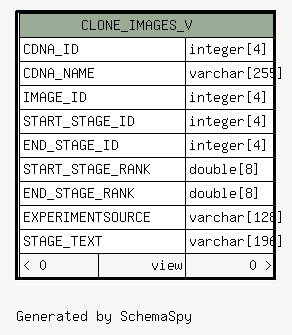 CLONE_IMAGES_V
CDNA_ID integer[4]
CDNA_NAME varchar[255]
IMAGE_ID integer[4]
START_STAGE_ID integer[4]
END_STAGE_ID integer[4]
START_STAGE_RANK double[8]
END_STAGE_RANK double[8]
EXPERIMENTSOURCE varchar[128]
STAGE_TEXT varchar[196]
< 0 view 0 >
Generated by SchemaSpy